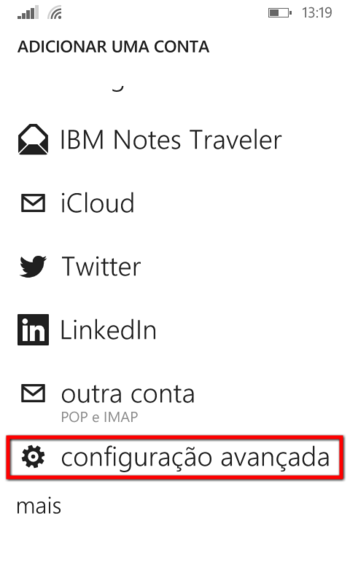 13:19
ADICIONAR UMA CONTA
IBM Notes Traveler
iCloud
Twitter
LinkedIn
outra conta
POP e IMAP
configuração avançada
mais